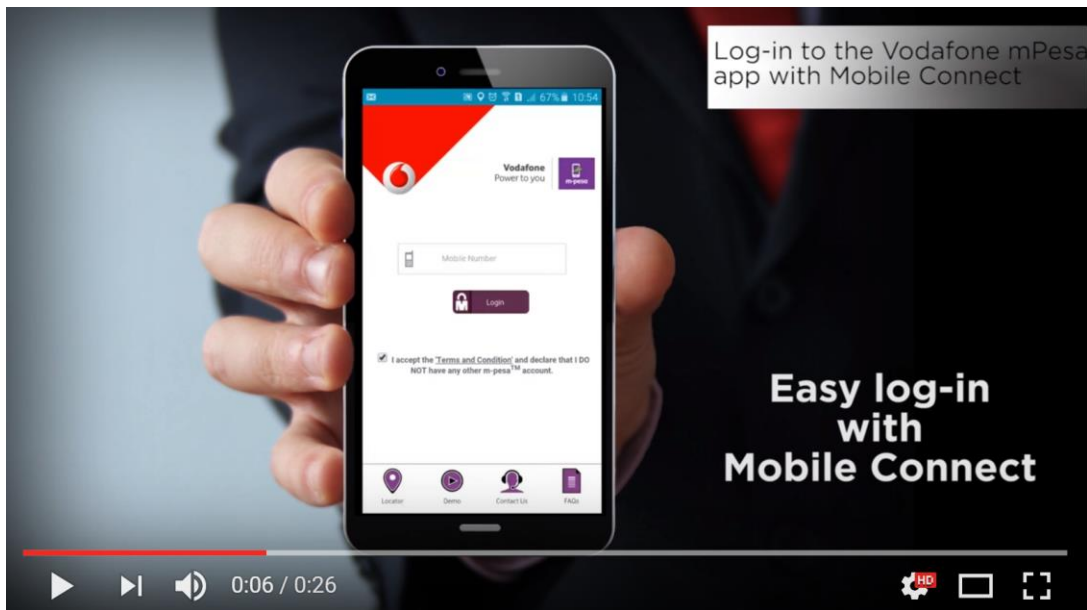 Log-in to the Vodafone mPesa
app with Mobile Connect
67% 10:54
Vodafone
Power to you
m-pesa
Mobile Number
Login
I accept the 'Terms and Condition' and declare that I DO
NOT have any other m-pesa™ account.
Locator
Demo
Contact Us
FAQs
Easy log-in
with
Mobile Connect
0:06 / 0:26
HD